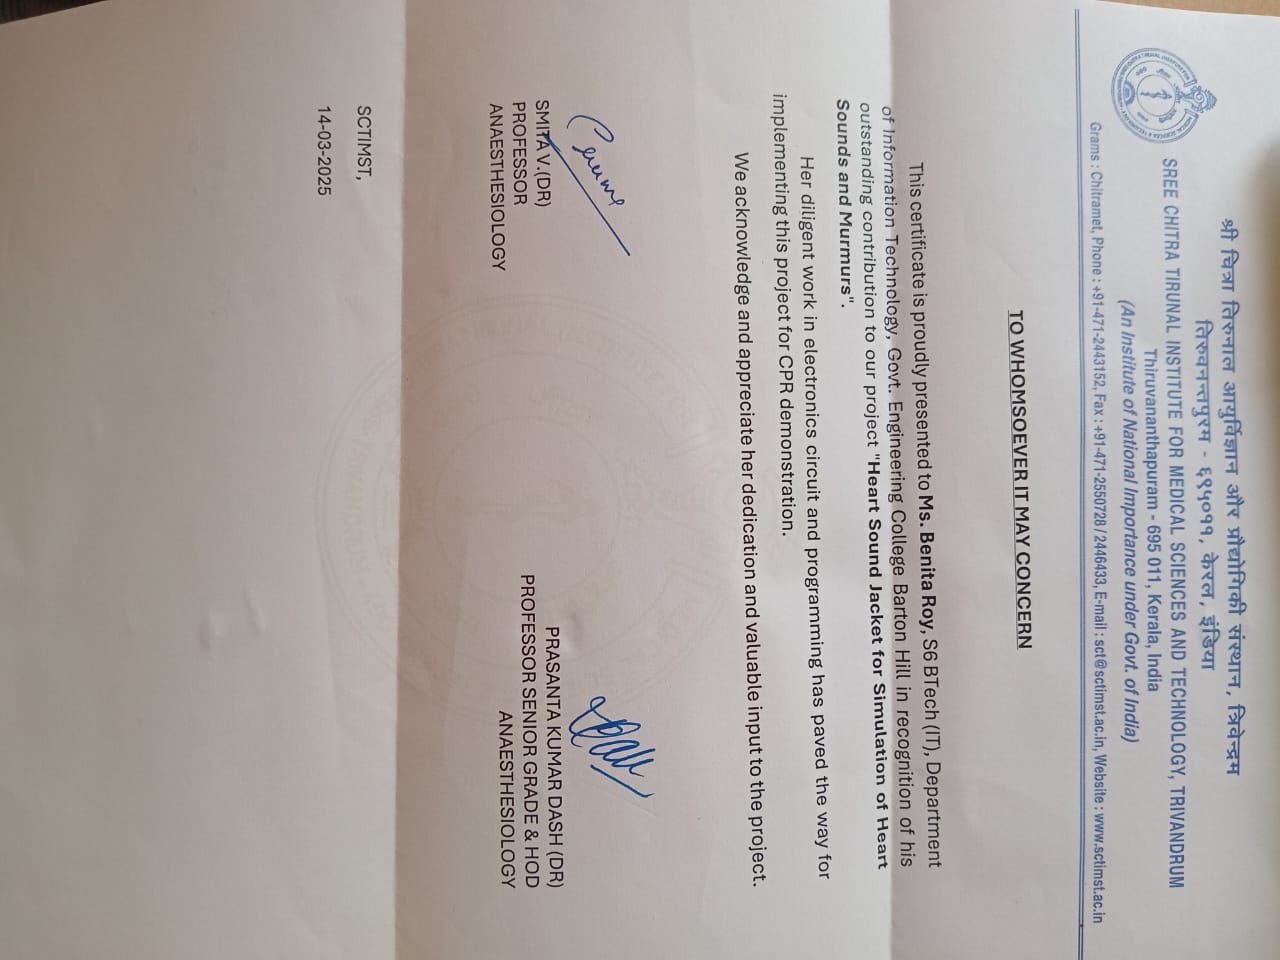 श्री चित्रा तिरुनाल आयुर्विज्ञान और प्रौद्योगिकी संस्थान, त्रिवेन्द्रम
तिरुवनन्तपुरम - ६९५०११, केरल, इंडिया
SREE CHITRA TIRUNAL INSTITUTE FOR MEDICAL SCIENCES AND TECHNOLOGY, TRIVANDRUM
Thiruvananthapuram - 695 011, Kerala, India
(An Institute of National Importance under Govt. of India)
Grams : Chitramet, Phone : +91-471-2443152, Fax : +91-471-2550728 / 2446433, E-mail : sct@sctimst.ac.in, Website : www.sctimst.ac.in
TO WHOMSOEVER IT MAY CONCERN
This certificate is proudly presented to Ms. Benita Roy, S6 BTech (IT), Department
of Information Technology, Govt. Engineering College Barton Hill in recognition of his
outstanding contribution to our project "Heart Sound Jacket for Simulation of Heart
Sounds and Murmurs".
Her diligent work in electronics circuit and programming has paved the way for
implementing this project for CPR demonstration.
We acknowledge and appreciate her dedication and valuable input to the project.
SMITA V.(DR)
PROFESSOR
ANAESTHESIOLOGY
PRASANTA KUMAR DASH (DR)
PROFESSOR SENIOR GRADE & HOD
ANAESTHESIOLOGY
SCTIMST,
14-03-2025